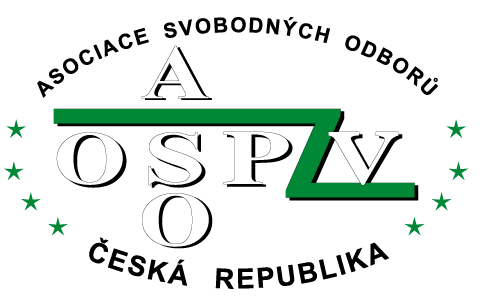 ASOCIACE SVOBODNÝCH ODBORŮ
A
OSPZV
O
ČESKÁ REPUBLIKA